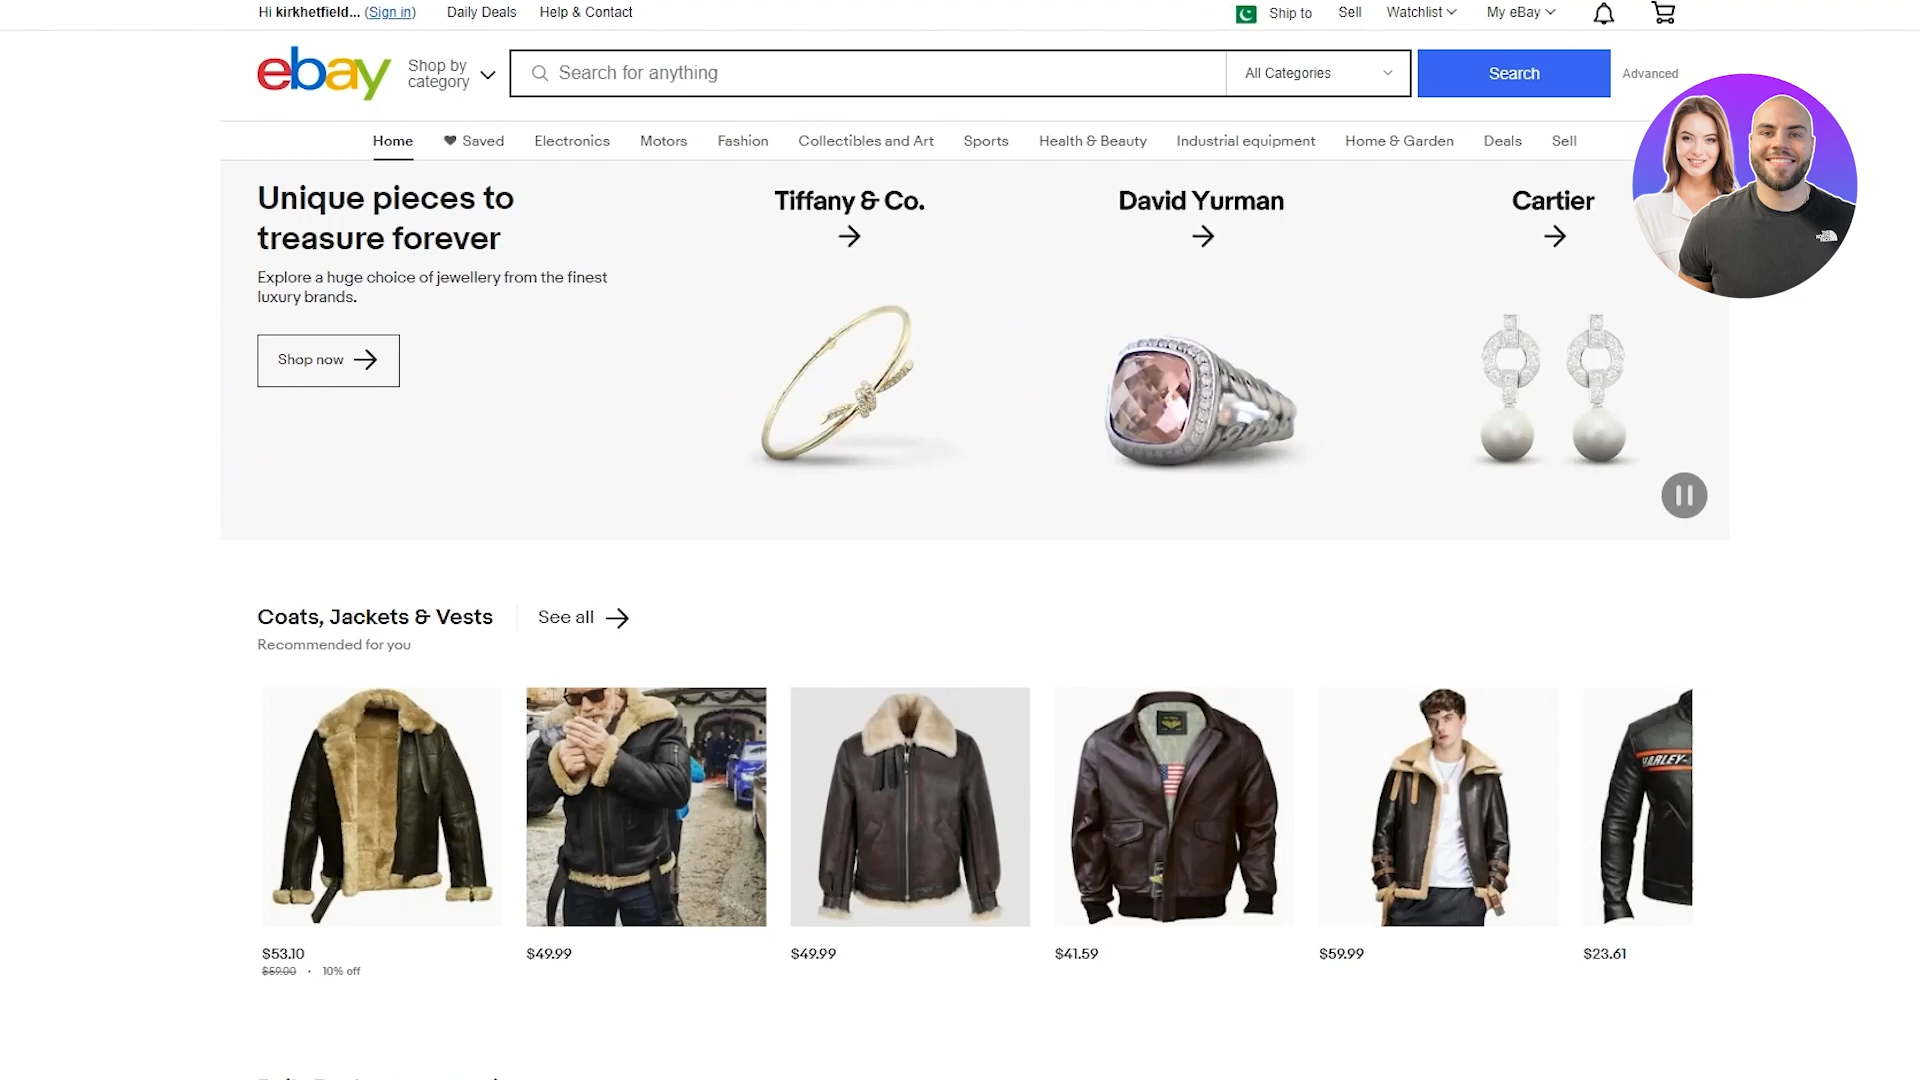 Hi kirkhetfield... (Sign in) Daily Deals Help & Contact Ship to Sell Watchlist My eBay
ebay
Shop by
category
Search for anything
All Categories
Search
Advanced
Home Saved Electronics Motors Fashion Collectibles and Art Sports Health & Beauty Industrial equipment Home & Garden Deals Sell
Unique pieces to
treasure forever
Explore a huge choice of jewellery from the finest
luxury brands.
Shop now
Tiffany & Co.
David Yurman
Cartier
THE NORTH FACE
Coats, Jackets & Vests
See all
Recommended for you
HARLEY-
$53.10
$59.00 · 10% off
$49.99
$49.99
$41.59
$59.99
$23.61